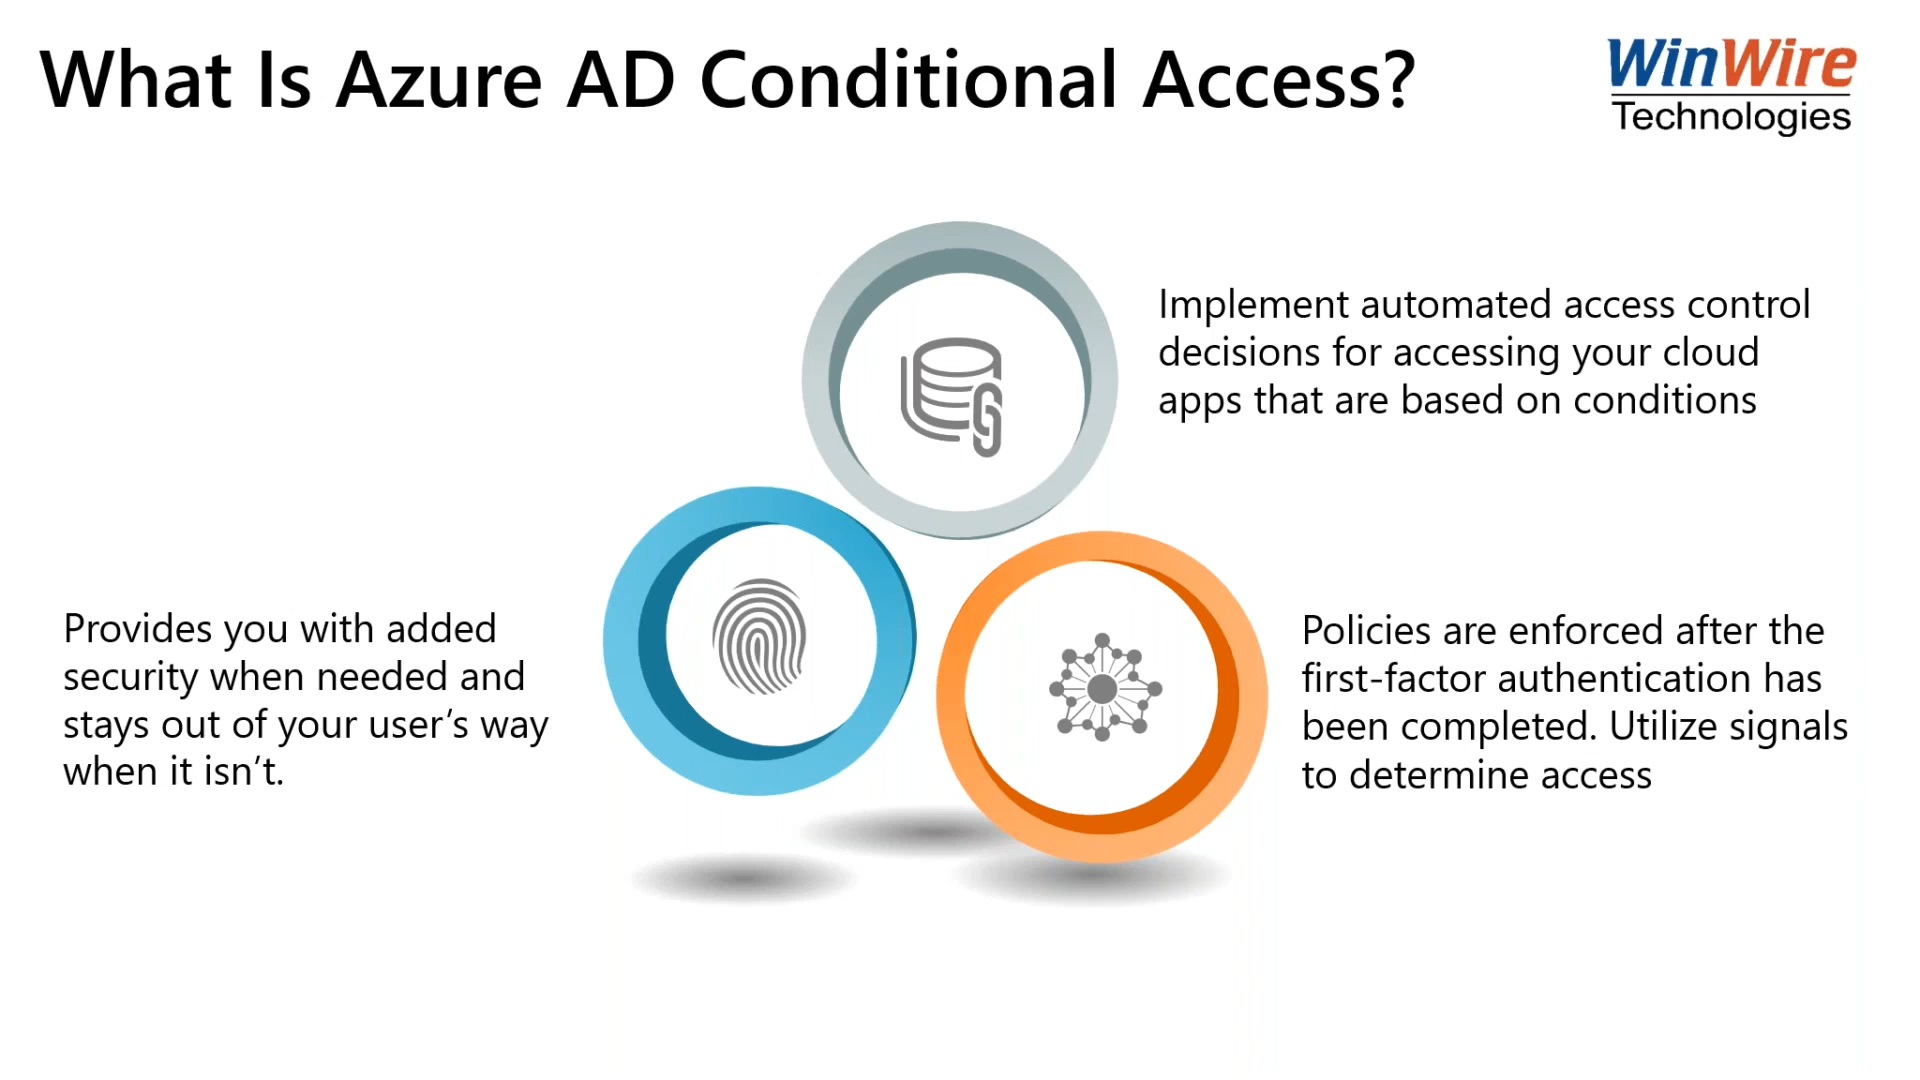 What Is Azure AD Conditional Access?
WinWire
Technologies
Implement automated access control
decisions for accessing your cloud
apps that are based on conditions
Provides you with added
security when needed and
stays out of your user’s way
when it isn’t.
Policies are enforced after the
first-factor authentication has
been completed. Utilize signals
to determine access